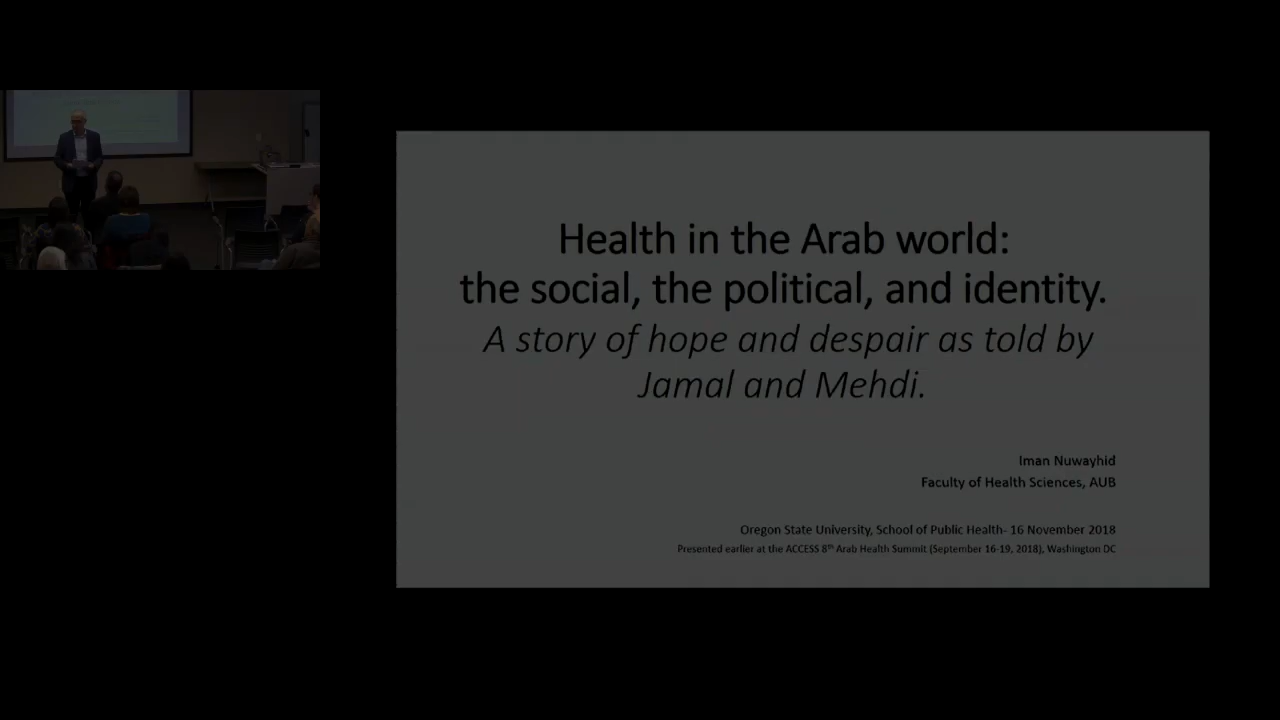 Health in the Arab world:
the social, the political, and identity.
A story of hope and despair as told by
Jamal and Mehdi.
Iman Nuwayhid
Faculty of Health Sciences, AUB
Oregon State University, School of Public Health- 16 November 2018
Presented earlier at the ACCESS 8th Arab Health Summit (September 16-19, 2018), Washington DC